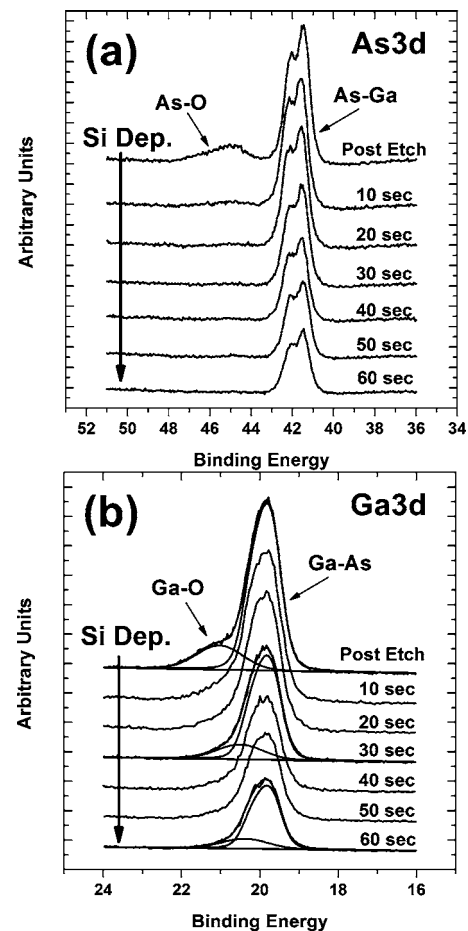 (a)
As3d
As-O
As-Ga
Si Dep.
Post Etch
10 sec
20 sec
30 sec
40 sec
50 sec
60 sec
Arbitrary Units
52 50 48 46 44 42 40 38 36 34
Binding Energy
(b)
Ga3d
Ga-O
Ga-As
Si Dep.
Post Etch
10 sec
20 sec
30 sec
40 sec
50 sec
60 sec
Arbitrary Units
24 22 20 18 16
Binding Energy